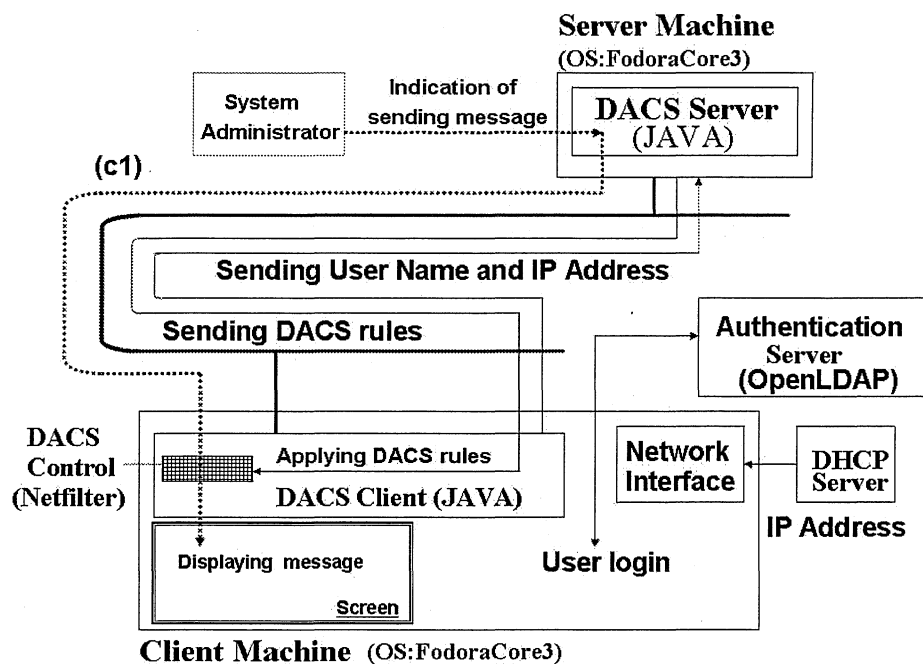 Server Machine
(OS:FodoraCore3)
System
Administrator
Indication of
sending message
DACS Server
(JAVA)
(c1)
Sending User Name and IP Address
Sending DACS rules
Authentication
Server
(OpenLDAP)
DACS
Control
(Netfilter)
Applying DACS rules
DACS Client (JAVA)
Network
Interface
DHCP
Server
IP Address
Displaying message
Screen
User login
Client Machine (OS:FodoraCore3)